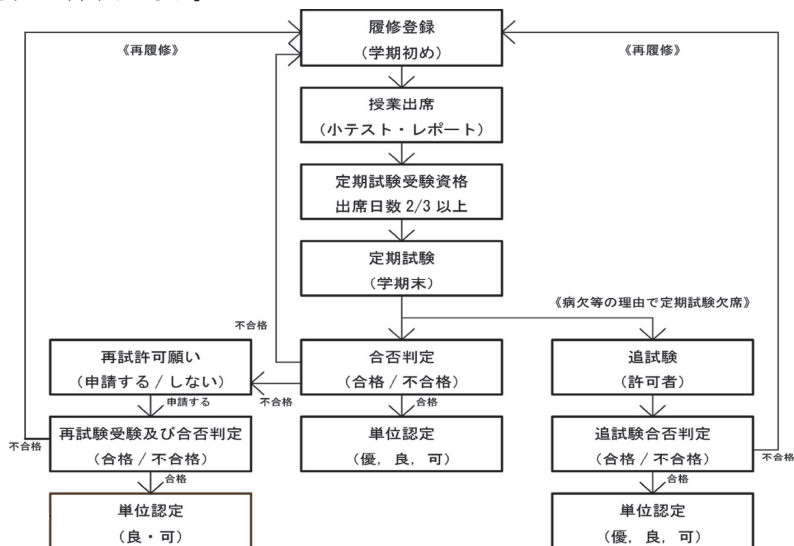 履修登録
(学期初め)
《再履修》
《再履修》
授業出席
(小テスト・レポート)
定期試験受験資格
出席日数 2/3 以上
定期試験
(学期末)
《病欠等の理由で定期試験欠席》
不合格
再試許可願い
(申請する / しない)
合否判定
(合格 / 不合格)
追試験
(許可者)
申請する
不合格
合格
再試験受験及び合否判定
(合格 / 不合格)
不合格
単位認定
(優, 良, 可)
追試験合否判定
(合格 / 不合格)
不合格
合格
合格
単位認定
(良・可)
単位認定
(優, 良, 可)